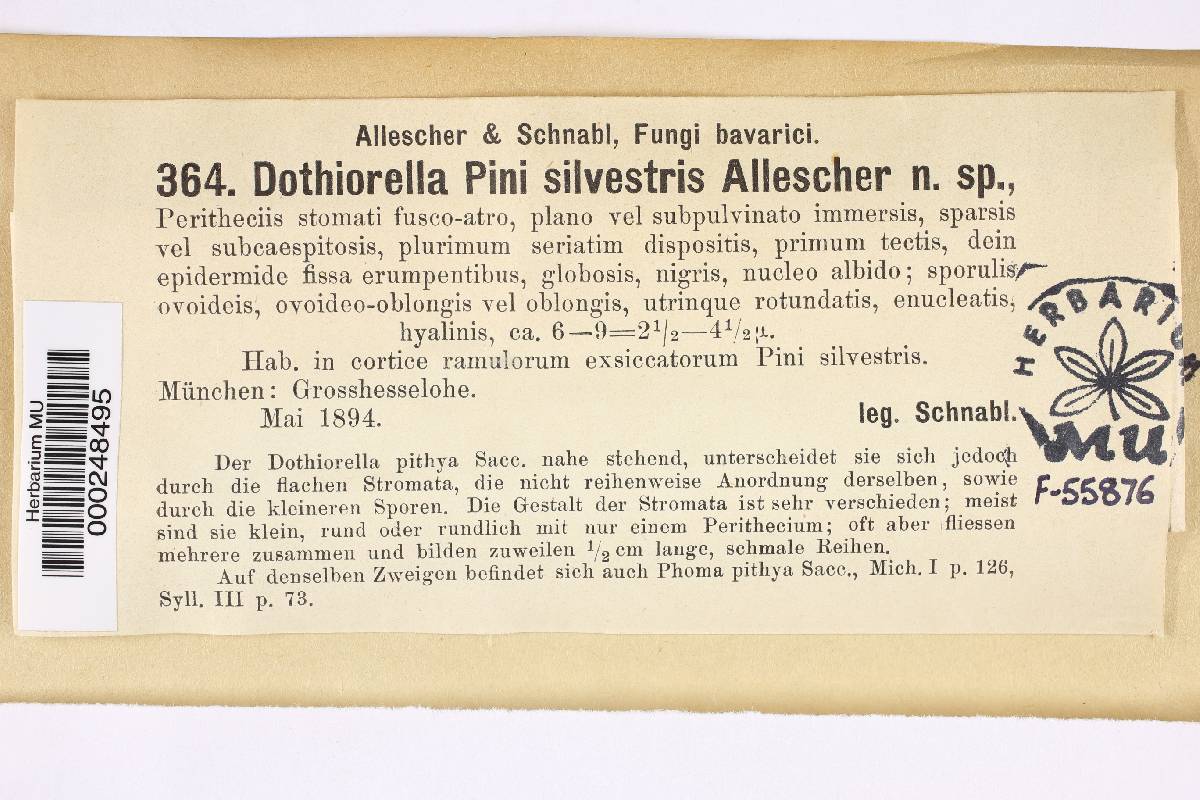 Allescher & Schnabl, Fungi bavarici.
364. Dothiorella Pini silvestris Allescher n. sp.,
Peritheciis stomati fusco-atro, plano vel subpulvinato immersis, sparsis
vel subcaespitosis, plurimum seriatim dispositis, primum tectis, dein
epidermide fissa erumpentibus, globosis, nigris, nucleo albido; sporulis
ovoideis, ovoideo-oblongis vel oblongis, utrinque rotundatis, enucleatis,
hyalinis, ca. 6—9=2¹/₂—4¹/₂µ.
Hab. in cortice ramulorum exsiccatorum Pini silvestris.
München: Grosshesselohe.
Mai 1894.
leg. Schnabl.
Der Dothiorella pithya Sacc. nahe stehend, unterscheidet sie sich jedoch
durch die flachen Stromata, die nicht reihenweise Anordnung derselben, sowie
durch die kleineren Sporen. Die Gestalt der Stromata ist sehr verschieden; meist
sind sie klein, rund oder rundlich mit nur einem Perithecium; oft aber fliessen
mehrere zusammen und bilden zuweilen ¹/₂ cm lange, schmale Reihen.
Auf denselben Zweigen befindet sich auch Phoma pithya Sacc., Mich. I p. 126,
Syll. III p. 73.
Herbarium MU
000248495
HERBARIUM
MU
F-55876